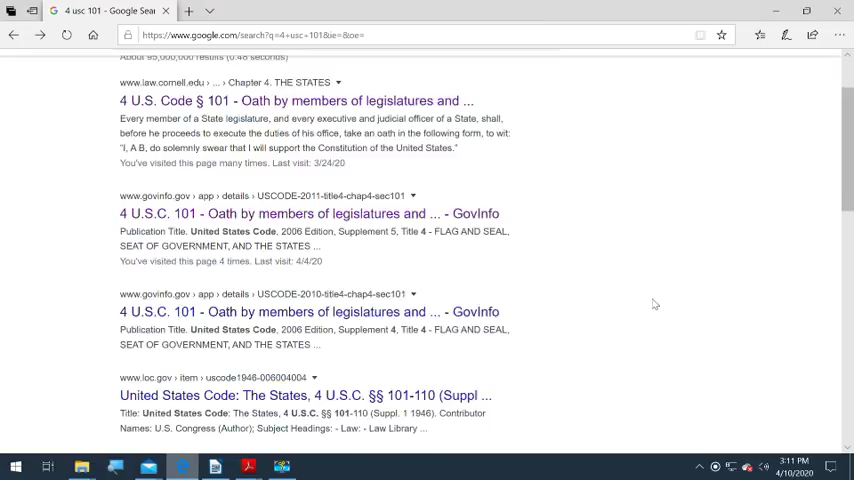 4 usc 101 - Google Sear
https://www.google.com/search?q=4+usc+101&ie=&oe=
About 95,000,000 results (0.48 seconds)
www.law.cornell.edu › ... › Chapter 4. THE STATES
4 U.S. Code § 101 - Oath by members of legislatures and ...
Every member of a State legislature, and every executive and judicial officer of a State, shall,
before he proceeds to execute the duties of his office, take an oath in the following form, to wit:
“I, A B, do solemnly swear that I will support the Constitution of the United States.”
You've visited this page many times. Last visit: 3/24/20
www.govinfo.gov › app › details › USCODE-2011-title4-chap4-sec101
4 U.S.C. 101 - Oath by members of legislatures and ... - GovInfo
Publication Title. United States Code, 2006 Edition, Supplement 5, Title 4 - FLAG AND SEAL,
SEAT OF GOVERNMENT, AND THE STATES ...
You've visited this page 4 times. Last visit: 4/4/20
www.govinfo.gov › app › details › USCODE-2010-title4-chap4-sec101
4 U.S.C. 101 - Oath by members of legislatures and ... - GovInfo
Publication Title. United States Code, 2006 Edition, Supplement 4, Title 4 - FLAG AND SEAL,
SEAT OF GOVERNMENT, AND THE STATES ...
www.loc.gov › item › uscode1946-006004004
United States Code: The States, 4 U.S.C. §§ 101-110 (Suppl ...
Title: United States Code: The States, 4 U.S.C. §§ 101-110 (Suppl. 1 1946). Contributor
Names: U.S. Congress (Author); Subject Headings: - Law: - Law Library ...
3:11 PM
4/10/2020